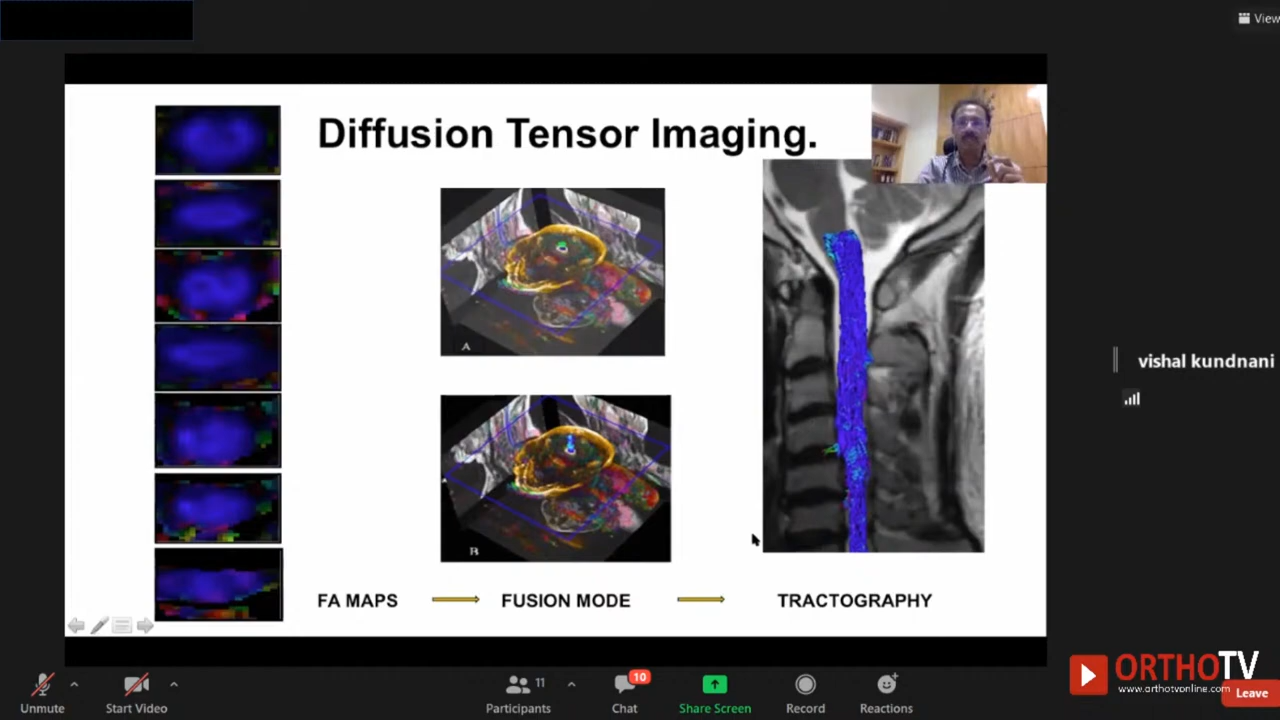 View
Diffusion Tensor Imaging.
A
B
FA MAPS
FUSION MODE
TRACTOGRAPHY
vishal kundnani
ORTHOTV
www.orthotvonline.com
Leave
Unmute
Start Video
11
Participants
10
Chat
Share Screen
Record
Reactions